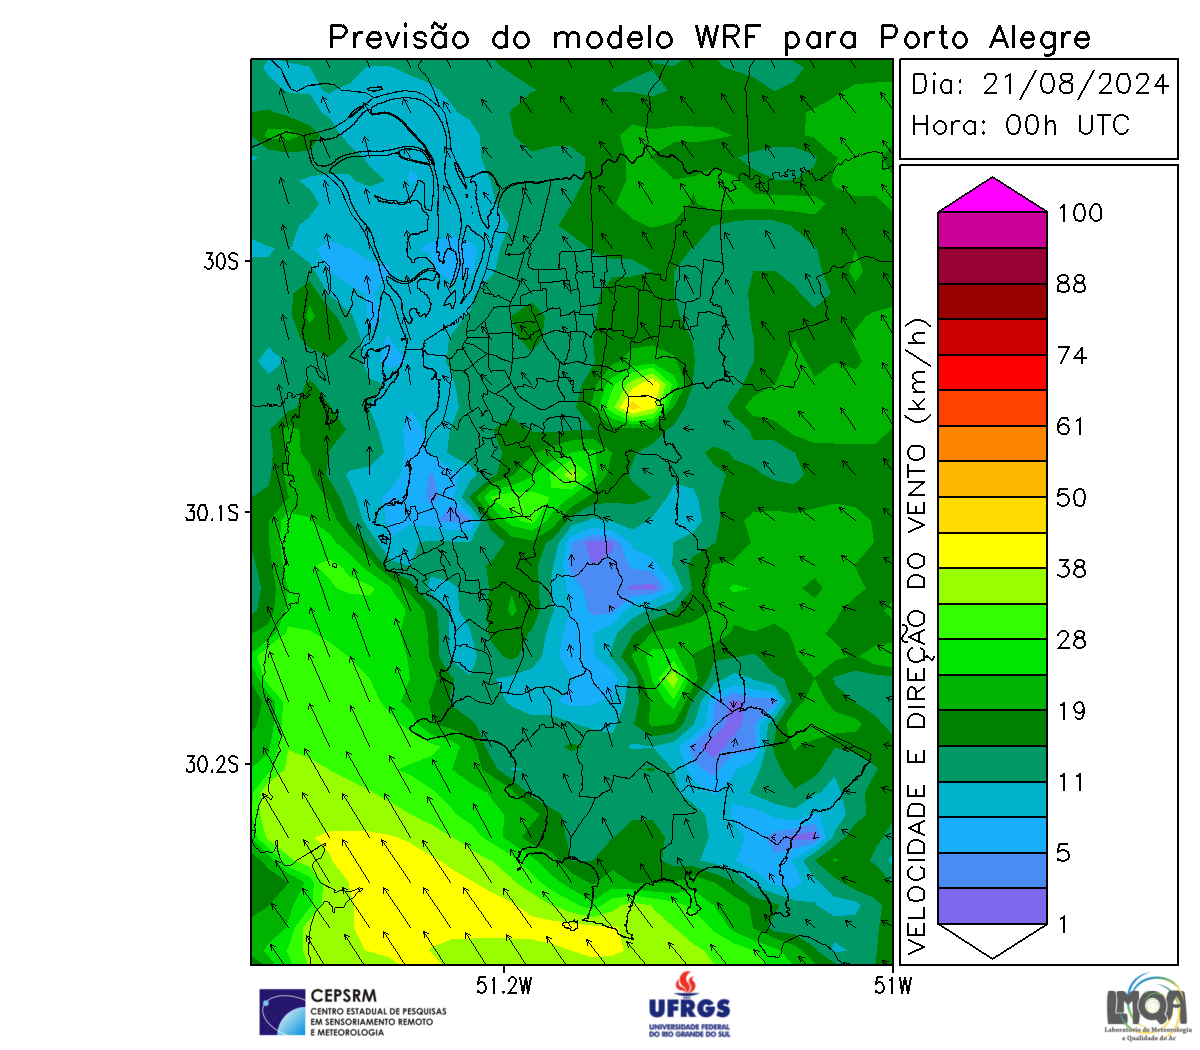 Previsão do modelo WRF para Porto Alegre
Dia: 21/08/2024
Hora: 00h UTC
30S
30.1S
30.2S
51.2W
51W
VELOCIDADE E DIREÇÃO DO VENTO (km/h)
100
88
74
61
50
38
28
19
11
5
1
CEPSRM
CENTRO ESTADUAL DE PESQUISAS
EM SENSORIAMENTO REMOTO
E METEOROLOGIA
UFRGS
UNIVERSIDADE FEDERAL
DO RIO GRANDE DO SUL
LMQA
Laboratório de Meteorologia
e Qualidade do Ar